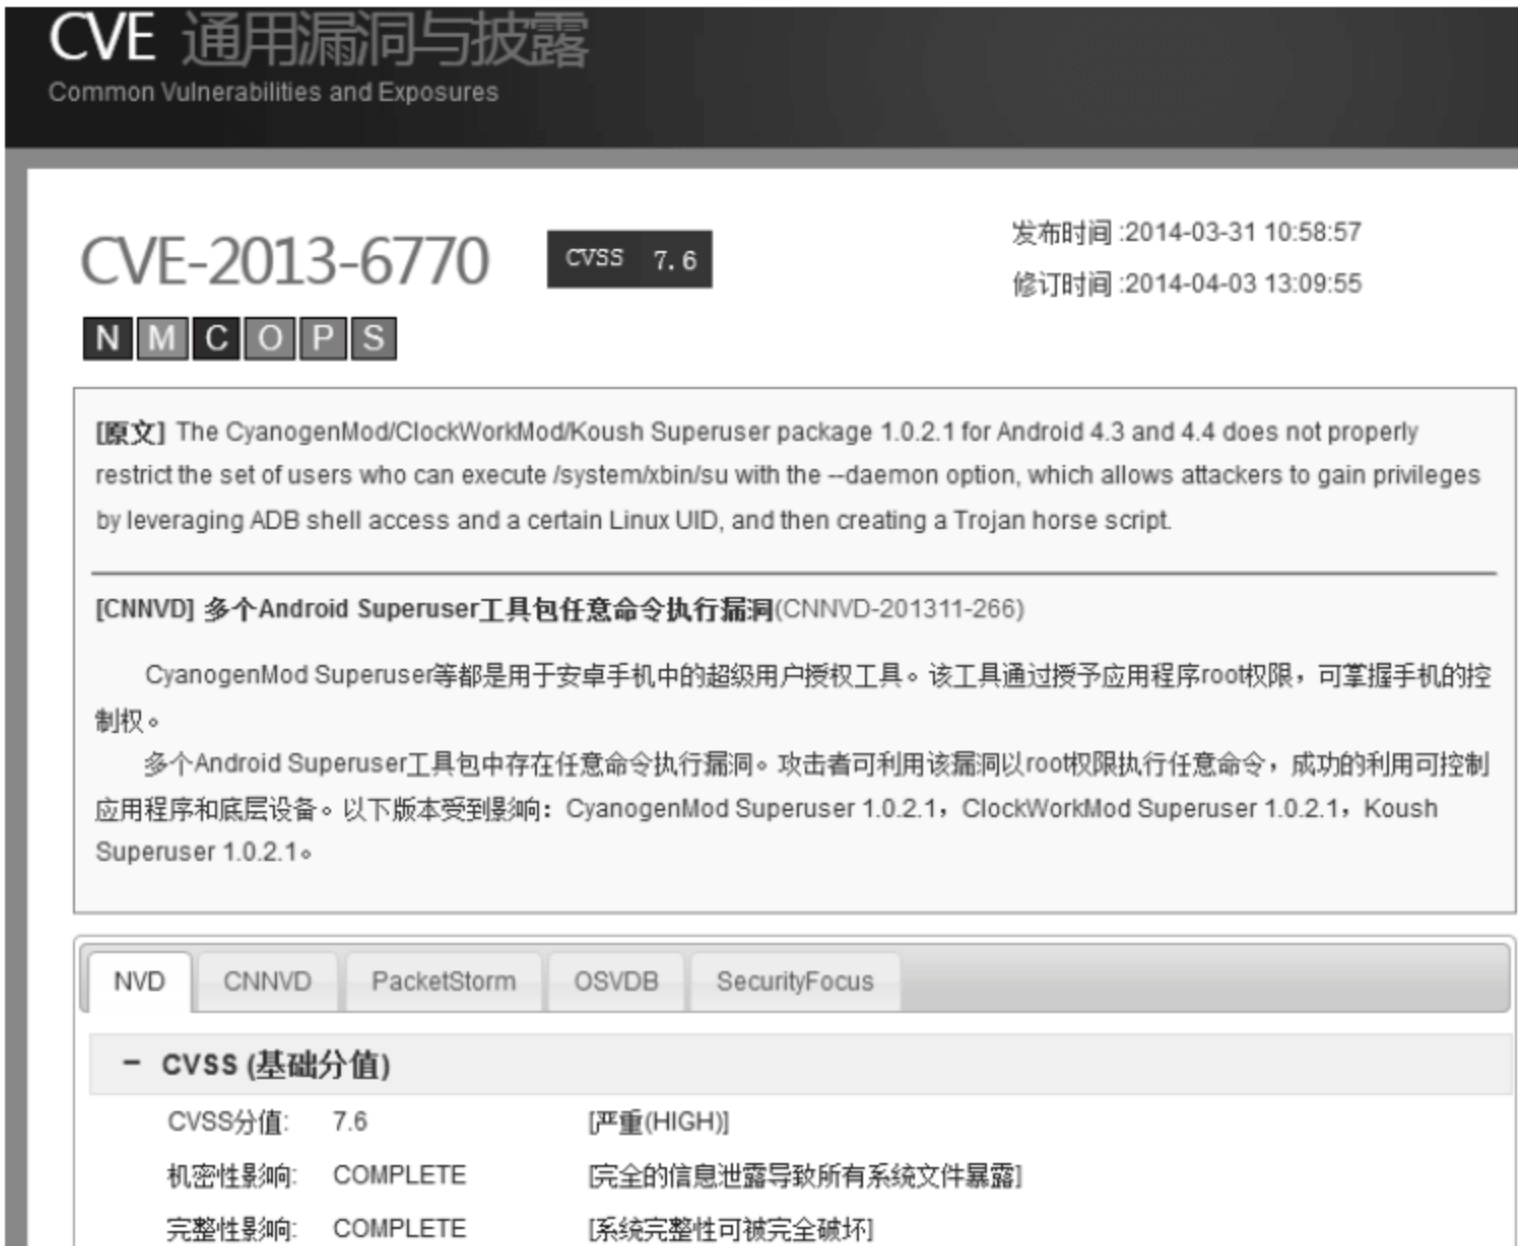 CVE 通用漏洞与披露
Common Vulnerabilities and Exposures
CVE-2013-6770
CVSS 7.6
发布时间 :2014-03-31 10:58:57
修订时间 :2014-04-03 13:09:55
N M C O P S
[原文] The CyanogenMod/ClockWorkMod/Koush Superuser package 1.0.2.1 for Android 4.3 and 4.4 does not properly
restrict the set of users who can execute /system/xbin/su with the --daemon option, which allows attackers to gain privileges
by leveraging ADB shell access and a certain Linux UID, and then creating a Trojan horse script.
[CNNVD] 多个Android Superuser工具包任意命令执行漏洞(CNNVD-201311-266)
CyanogenMod Superuser等都是用于安卓手机中的超级用户授权工具。该工具通过授予应用程序root权限，可掌握手机的控
制权。
多个Android Superuser工具包中存在任意命令执行漏洞。攻击者可利用该漏洞以root权限执行任意命令，成功的利用可控制
应用程序和底层设备。以下版本受到影响：CyanogenMod Superuser 1.0.2.1，ClockWorkMod Superuser 1.0.2.1，Koush
Superuser 1.0.2.1。
NVD CNNVD PacketStorm OSVDB SecurityFocus
− CVSS (基础分值)
CVSS分值: 7.6 [严重(HIGH)]
机密性影响: COMPLETE [完全的信息泄露导致所有系统文件暴露]
完整性影响: COMPLETE [系统完整性可被完全破坏]